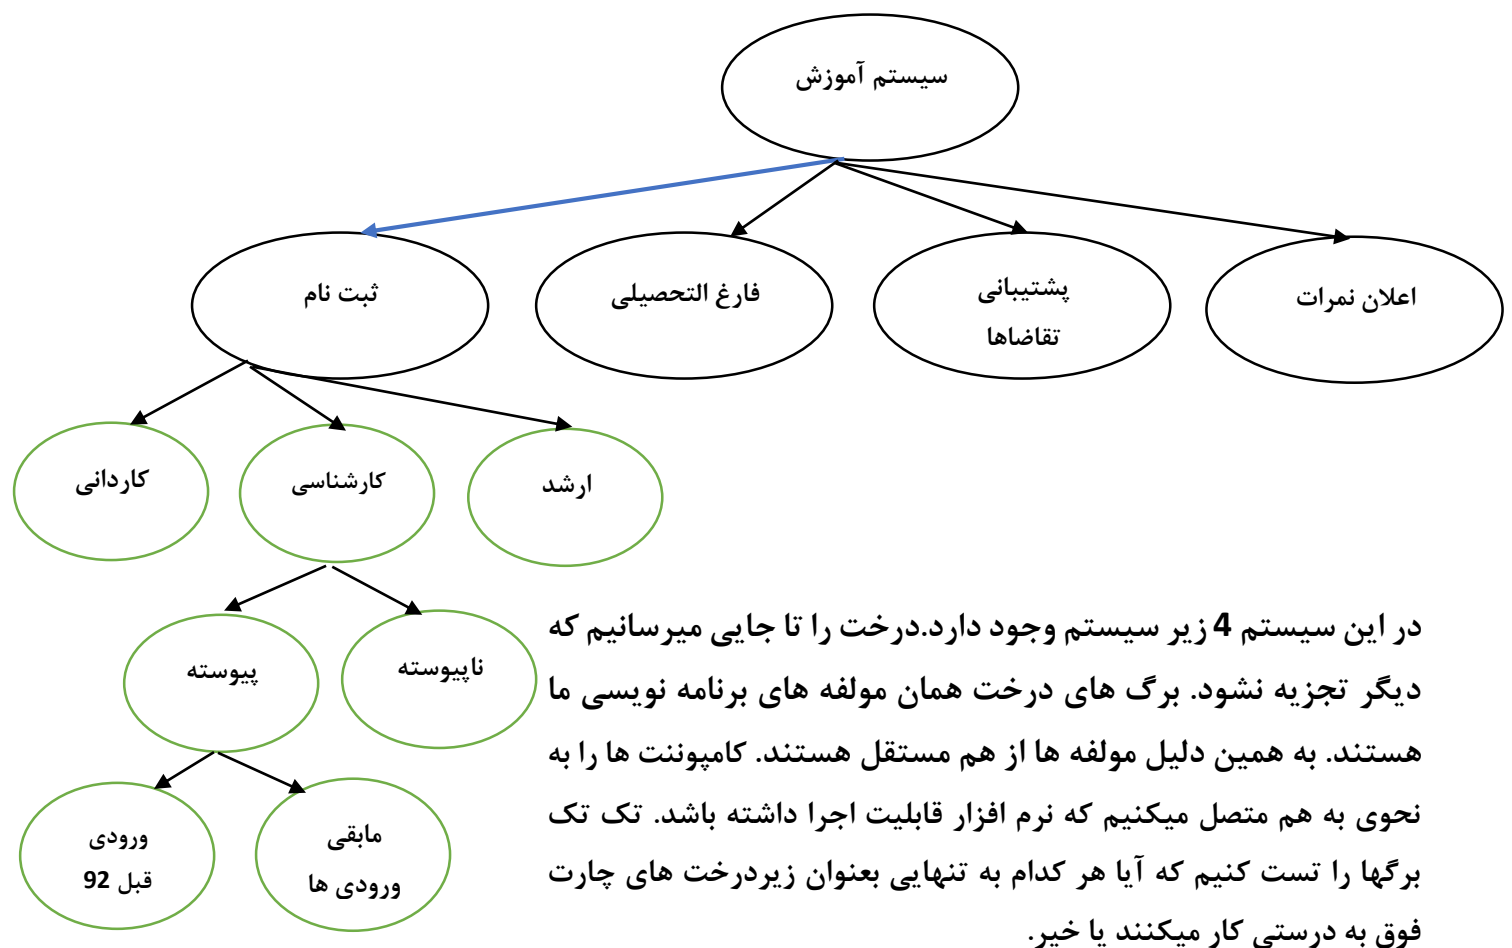 سیستم آموزش
ثبت نام
فارغ التحصیلی
پشتیبانی
تقاضاها
اعلان نمرات
کاردانی
کارشناسی
ارشد
پیوسته
ناپیوسته
ورودی
قبل 92
مابقی
ورودی ها
در این سیستم 4 زیر سیستم وجود دارد.درخت را تا جایی میرسانیم که
دیگر تجزیه نشود. برگ های درخت همان مولفه های برنامه نویسی ما
هستند. به همین دلیل مولفه ها از هم مستقل هستند. کامپوننت ها را به
نحوی به هم متصل میکنیم که نرم افزار قابلیت اجرا داشته باشد. تک تک
برگها را تست کنیم که آیا هر کدام به تنهایی بعنوان زیردرخت های چارت
فوق به درستی کار میکنند یا خیر.